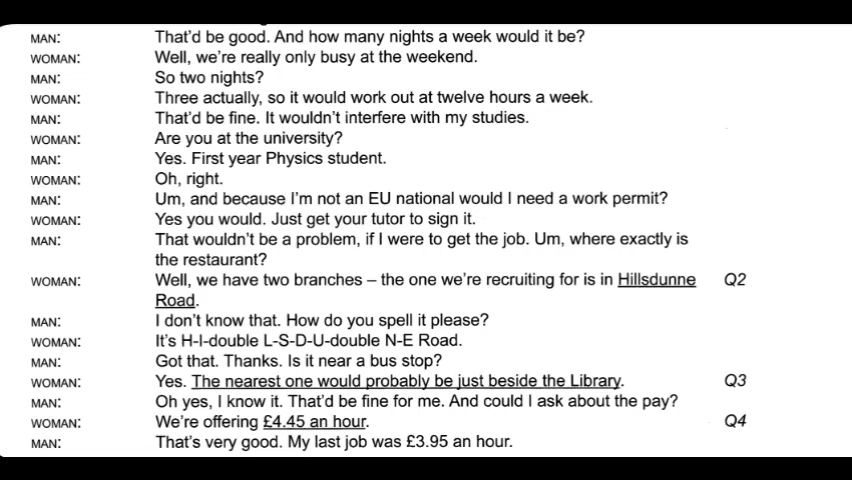 MAN: That'd be good. And how many nights a week would it be?
WOMAN: Well, we're really only busy at the weekend.
MAN: So two nights?
WOMAN: Three actually, so it would work out at twelve hours a week.
MAN: That'd be fine. It wouldn't interfere with my studies.
WOMAN: Are you at the university?
MAN: Yes. First year Physics student.
WOMAN: Oh, right.
MAN: Um, and because I'm not an EU national would I need a work permit?
WOMAN: Yes you would. Just get your tutor to sign it.
MAN: That wouldn't be a problem, if I were to get the job. Um, where exactly is
the restaurant?
WOMAN: Well, we have two branches – the one we're recruiting for is in Hillsdunne Q2
Road.
MAN: I don't know that. How do you spell it please?
WOMAN: It's H-I-double L-S-D-U-double N-E Road.
MAN: Got that. Thanks. Is it near a bus stop?
WOMAN: Yes. The nearest one would probably be just beside the Library. Q3
MAN: Oh yes, I know it. That'd be fine for me. And could I ask about the pay?
WOMAN: We're offering £4.45 an hour. Q4
MAN: That's very good. My last job was £3.95 an hour.